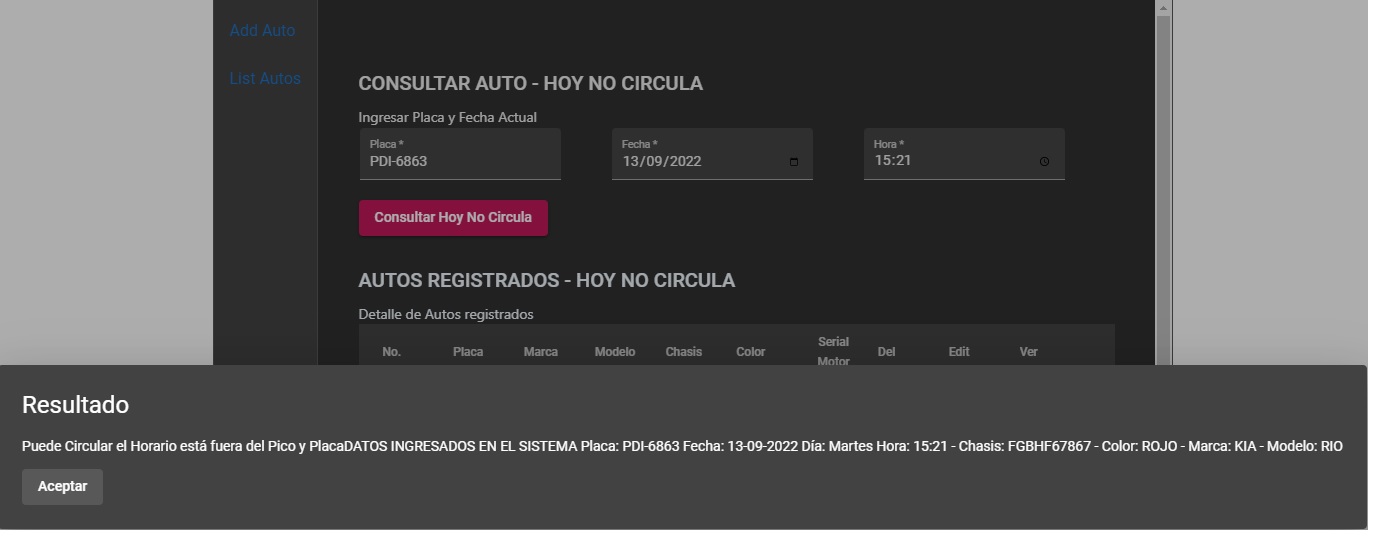 Add Auto
List Autos
CONSULTAR AUTO - HOY NO CIRCULA
Ingresar Placa y Fecha Actual
Placa *
PDI-6863
Fecha *
13/09/2022
Hora *
15:21
Consultar Hoy No Circula
AUTOS REGISTRADOS - HOY NO CIRCULA
Detalle de Autos registrados
No. Placa Marca Modelo Chasis Color Serial Motor Del Edit Ver
Resultado
Puede Circular el Horario está fuera del Pico y PlacaDATOS INGRESADOS EN EL SISTEMA Placa: PDI-6863 Fecha: 13-09-2022 Día: Martes Hora: 15:21 - Chasis: FGBHF67867 - Color: ROJO - Marca: KIA - Modelo: RIO
Aceptar